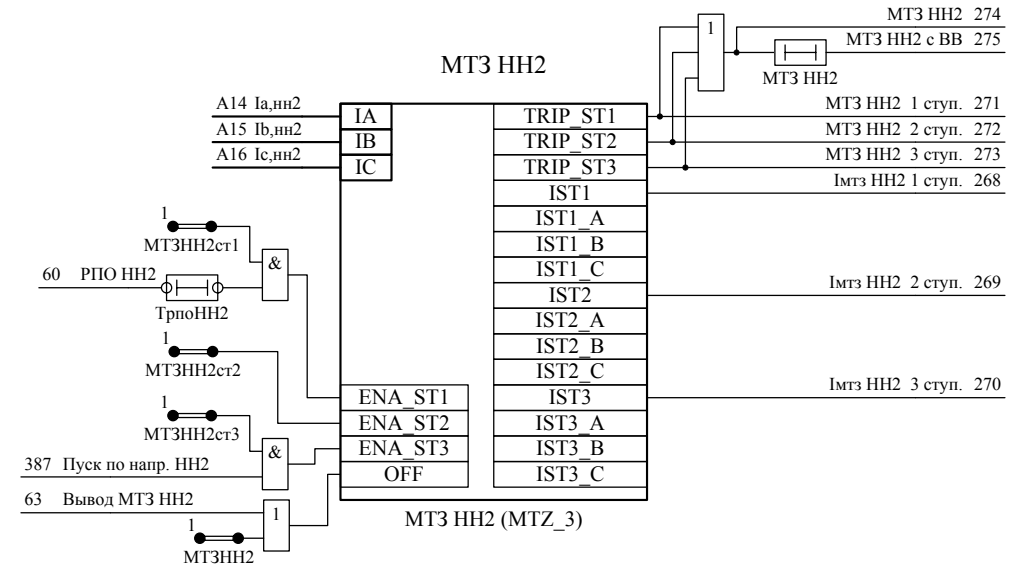 МТЗ НН2 274
1
МТЗ НН2 с ВВ 275
МТЗ НН2
МТЗ НН2
A14 Ia,нн2
IA
TRIP_ST1
МТЗ НН2 1 ступ. 271
A15 Ib,нн2
IB
TRIP_ST2
МТЗ НН2 2 ступ. 272
A16 Ic,нн2
IC
TRIP_ST3
МТЗ НН2 3 ступ. 273
IST1
Iмтз НН2 1 ступ. 268
1
IST1_A
МТЗНН2ст1
IST1_B
&
60 РПО НН2
IST1_C
IST2
Iмтз НН2 2 ступ. 269
ТрпоНН2
IST2_A
1
IST2_B
МТЗНН2ст2
IST2_C
1
ENA_ST1
IST3
Iмтз НН2 3 ступ. 270
МТЗНН2ст3
ENA_ST2
IST3_A
&
ENA_ST3
IST3_B
387 Пуск по напр. НН2
OFF
IST3_C
63 Вывод МТЗ НН2
1
1
МТЗНН2
МТЗ НН2 (MTZ_3)